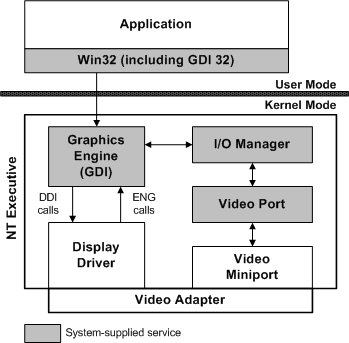 Application
Win32 (including GDI 32)
User Mode
Kernel Mode
NT Executive
Graphics
Engine
(GDI)
I/O Manager
DDI
calls
ENG
calls
Video Port
Display
Driver
Video
Miniport
Video Adapter
System-supplied service